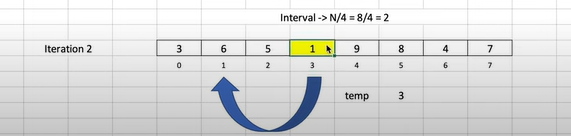 Interval -> N/4 = 8/4 = 2
Iteration 2 3 6 5 1 9 8 4 7
0 1 2 3 4 5 6 7
temp 3